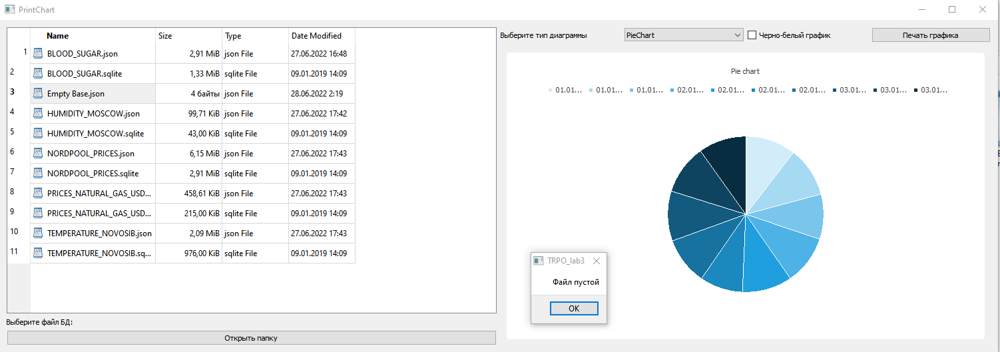 PrintChart
Name Size Type Date Modified
1 BLOOD_SUGAR.json 2,91 MiB json File 27.06.2022 16:48
2 BLOOD_SUGAR.sqlite 1,33 MiB sqlite File 09.01.2019 14:09
3 Empty Base.json 4 байты json File 28.06.2022 2:19
4 HUMIDITY_MOSCOW.json 99,71 KiB json File 27.06.2022 17:42
5 HUMIDITY_MOSCOW.sqlite 43,00 KiB sqlite File 09.01.2019 14:09
6 NORDPOOL_PRICES.json 6,15 MiB json File 27.06.2022 17:43
7 NORDPOOL_PRICES.sqlite 2,91 MiB sqlite File 09.01.2019 14:09
8 PRICES_NATURAL_GAS_USD... 458,61 KiB json File 27.06.2022 17:43
9 PRICES_NATURAL_GAS_USD... 215,00 KiB sqlite File 09.01.2019 14:09
10 TEMPERATURE_NOVOSIB.json 2,09 MiB json File 27.06.2022 17:43
11 TEMPERATURE_NOVOSIB.sq... 976,00 KiB sqlite File 09.01.2019 14:09
Выберите файл БД:
Открыть папку
Выберите тип диаграммы PieChart Черно-белый график Печать графика
Pie chart
01.01... 01.01... 01.01... 02.01... 02.01... 02.01... 02.01... 03.01... 03.01... 03.01...
TRPO_lab3
Файл пустой
OK